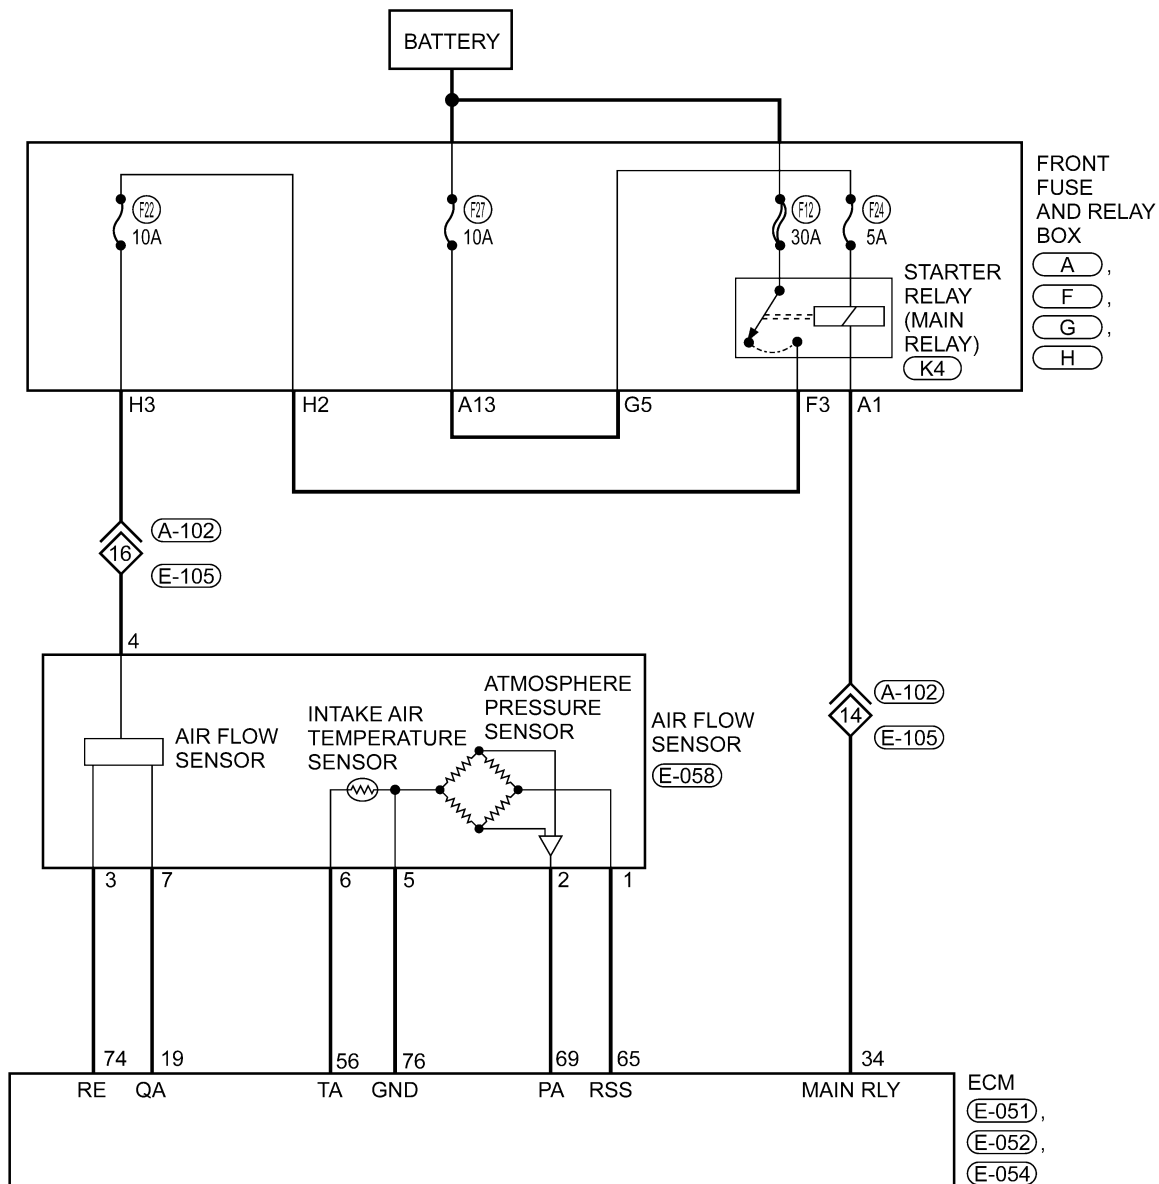 BATTERY
FRONT
FUSE
AND RELAY
BOX
A ,
F ,
G ,
H
F22
10A
F27
10A
F12
30A
F24
5A
STARTER
RELAY
(MAIN
RELAY)
K4
H3
H2
A13
G5
F3
A1
16
A-102
E-105
4
14
A-102
E-105
AIR FLOW
SENSOR
INTAKE AIR
TEMPERATURE
SENSOR
ATMOSPHERE
PRESSURE
SENSOR
AIR FLOW
SENSOR
E-058
3
7
6
5
2
1
74
19
56
76
69
65
34
RE
QA
TA
GND
PA
RSS
MAIN RLY
ECM
E-051 ,
E-052 ,
E-054